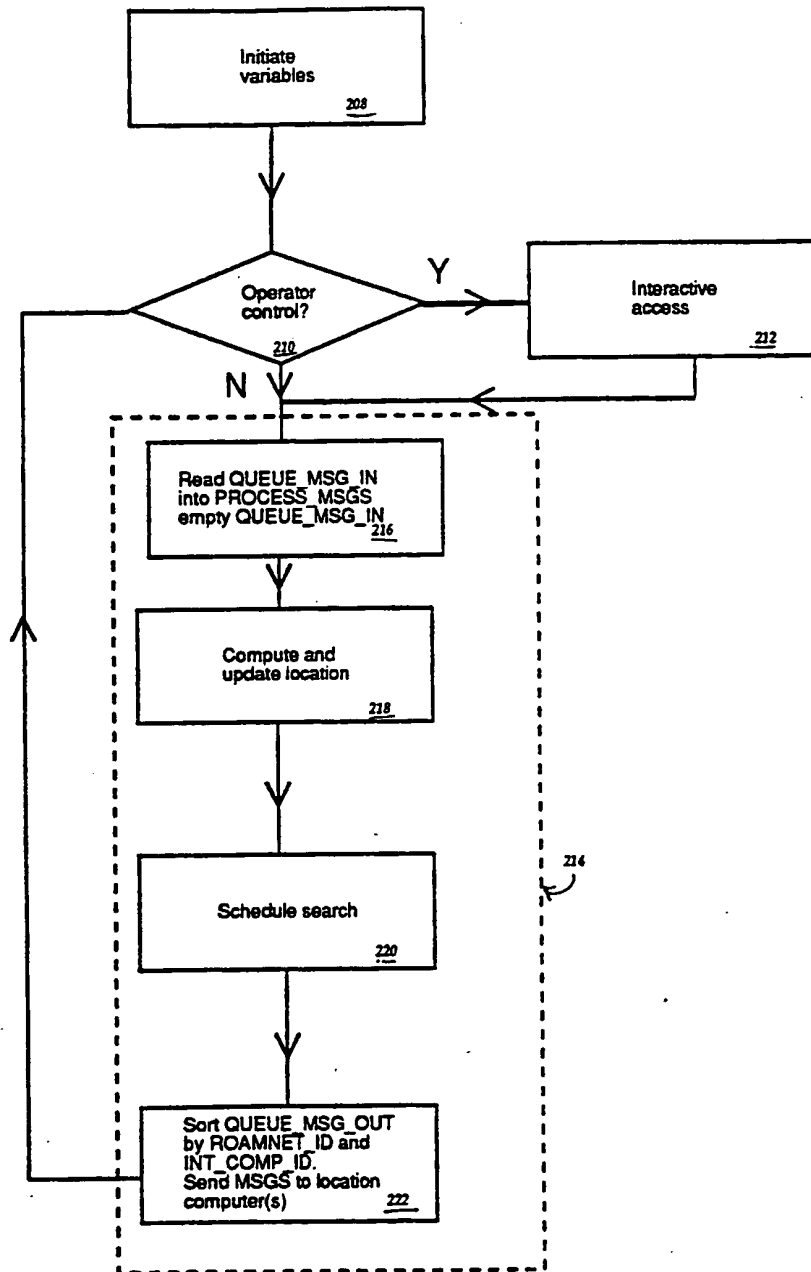 Initiate
variables
208
Operator
control?
210
Y
Interactive
access
212
N
Read QUEUE_MSG_IN
into PROCESS_MSGS
empty QUEUE_MSG_IN
216
Compute and
update location
218
214
Schedule search
220
Sort QUEUE_MSG_OUT
by ROAMNET_ID and
INT_COMP_ID.
Send MSGS to location
computer(s)
222